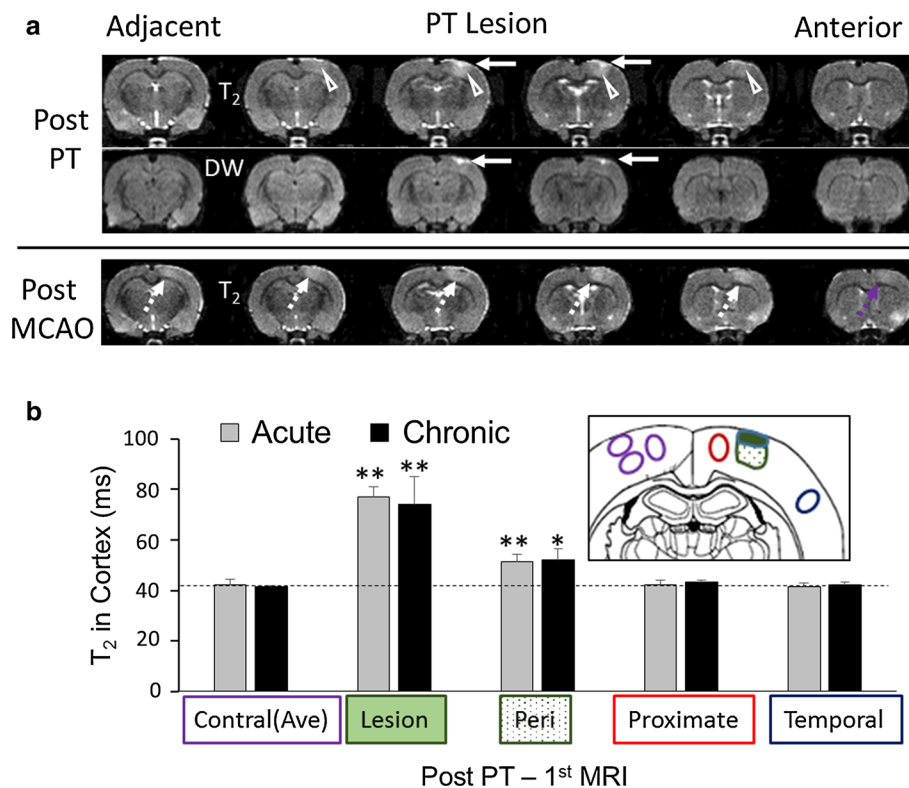 a
Adjacent PT Lesion Anterior
Post
PT
T2
DW
Post
MCAO
T2
b
Acute Chronic
T2 in Cortex (ms)
100
80
60
40
20
0
** ** ** *
Contral(Ave) Lesion Peri Proximate Temporal
Post PT – 1st MRI